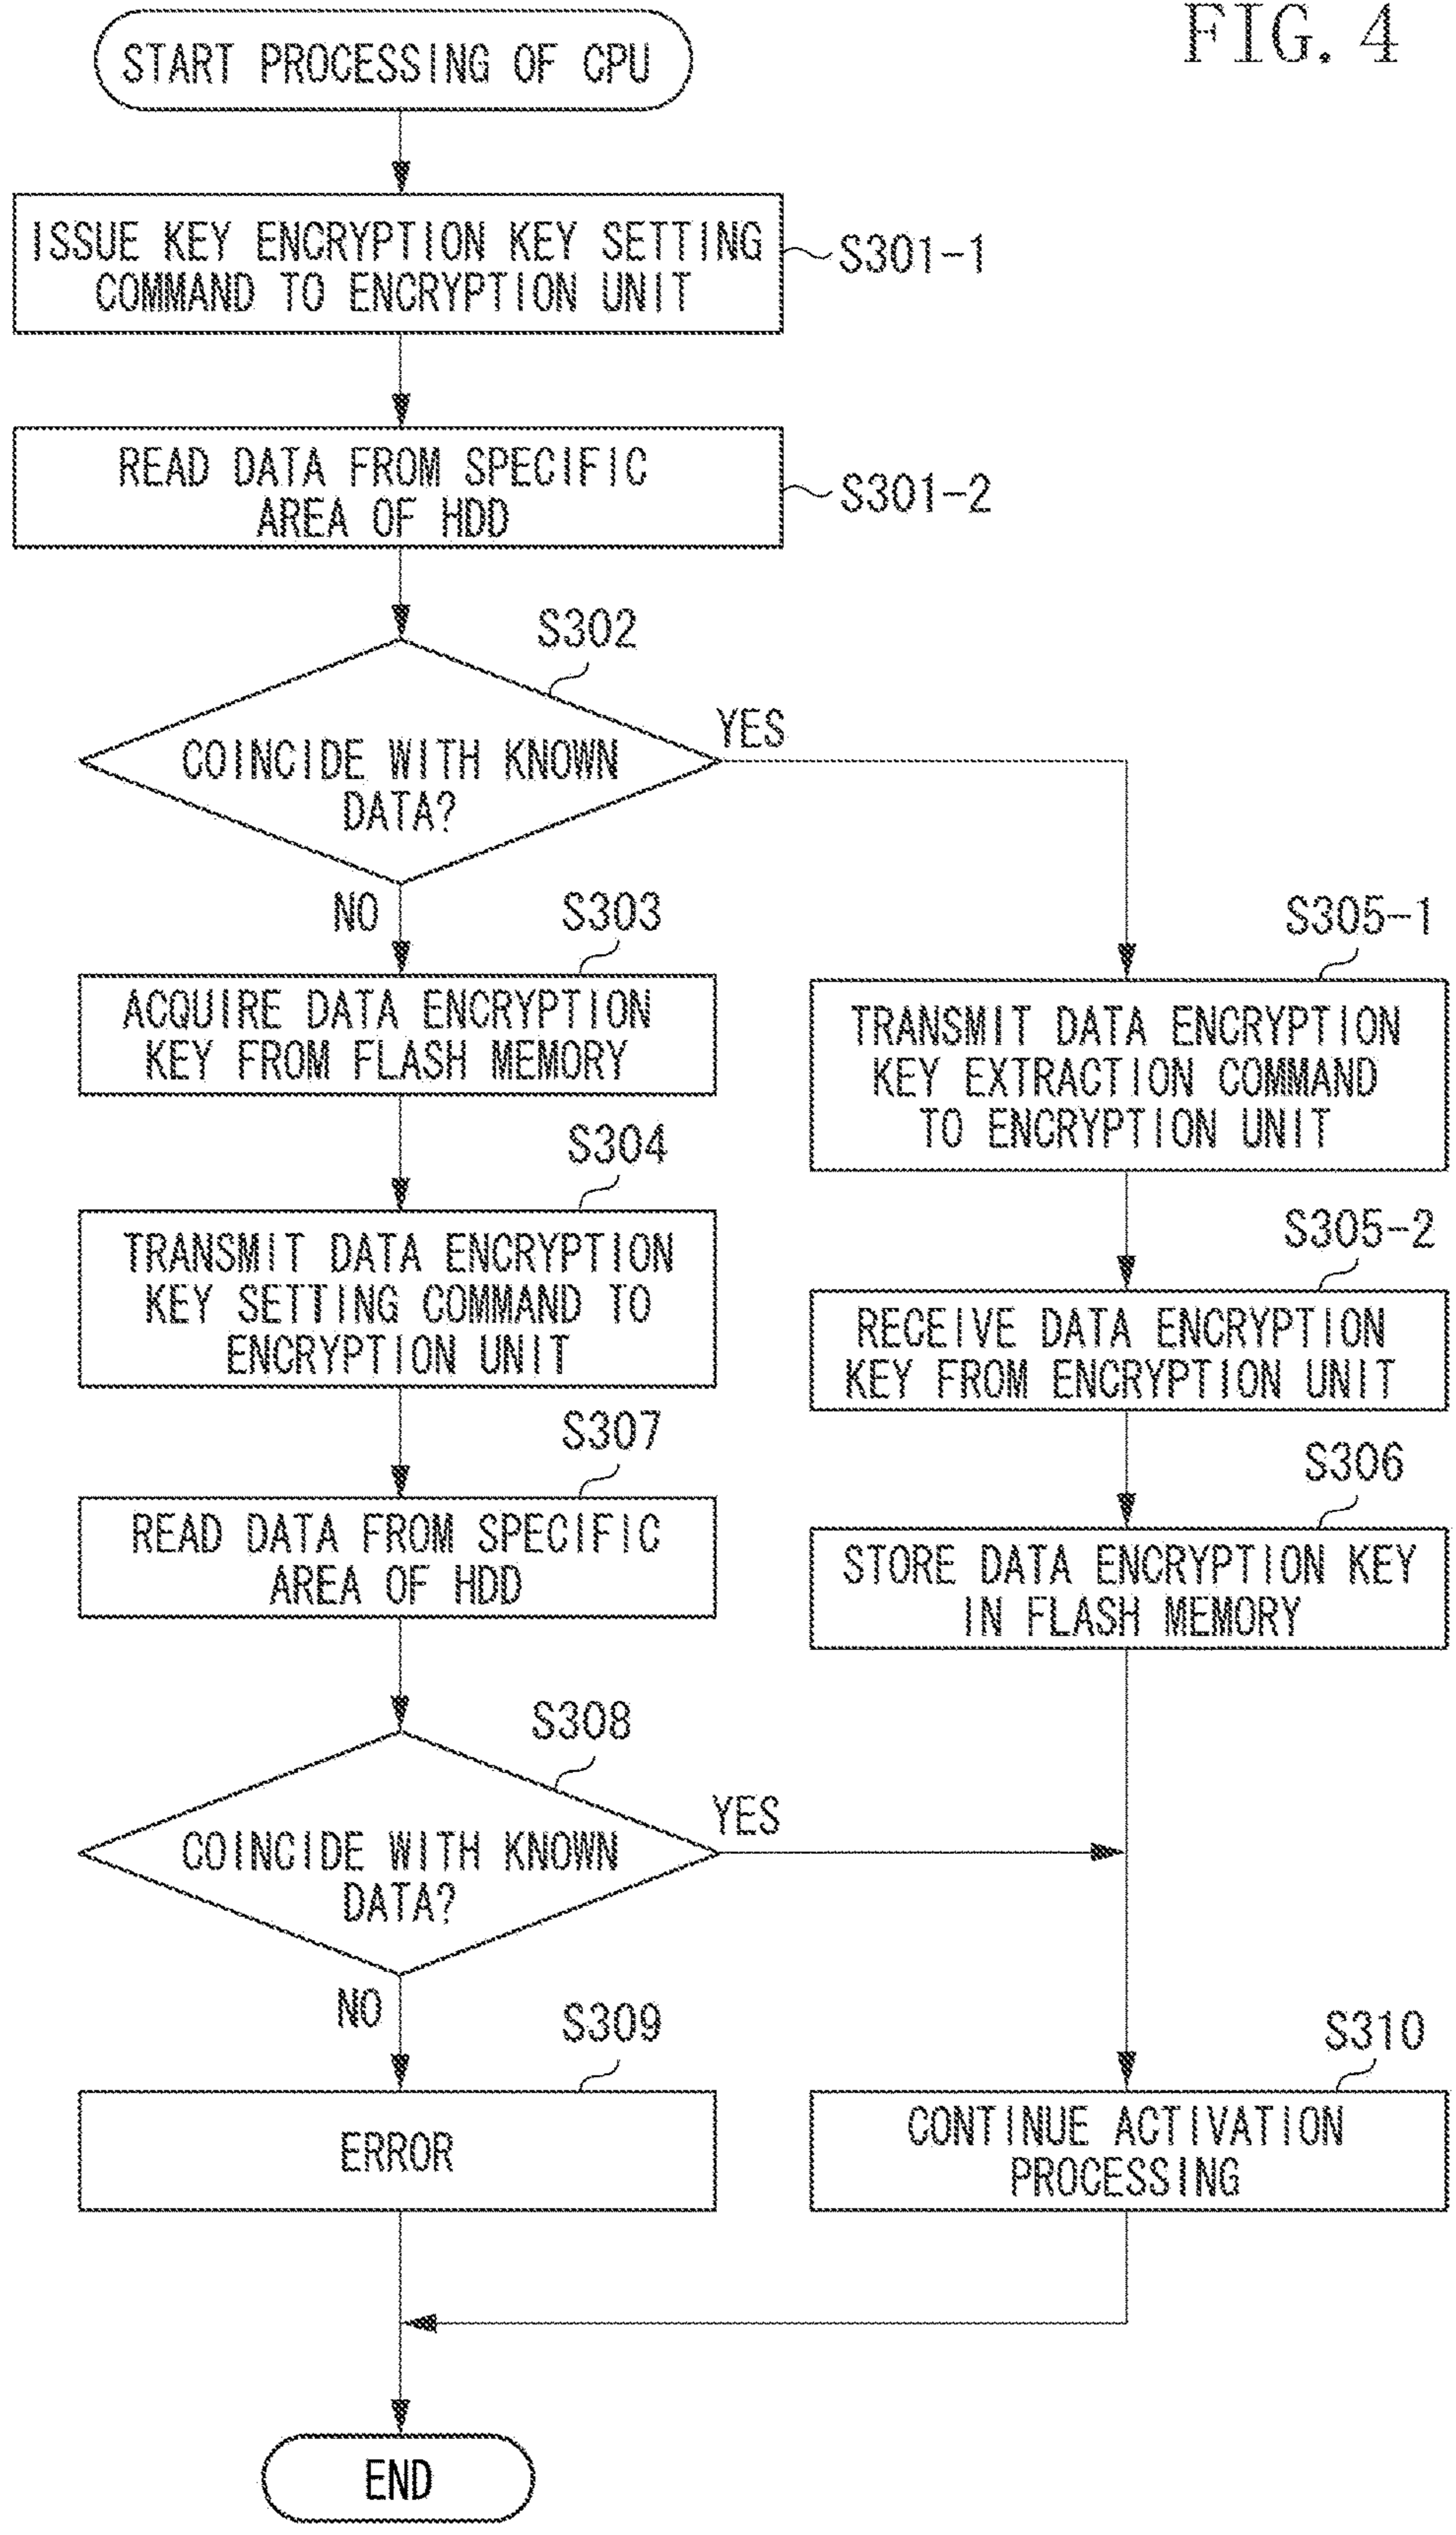 FIG. 4
START PROCESSING OF CPU
ISSUE KEY ENCRYPTION KEY SETTING
COMMAND TO ENCRYPTION UNIT
S301-1
READ DATA FROM SPECIFIC
AREA OF HDD
S301-2
S302
COINCIDE WITH KNOWN
DATA?
YES
NO
S303
ACQUIRE DATA ENCRYPTION
KEY FROM FLASH MEMORY
S304
TRANSMIT DATA ENCRYPTION
KEY SETTING COMMAND TO
ENCRYPTION UNIT
S307
READ DATA FROM SPECIFIC
AREA OF HDD
S305-1
TRANSMIT DATA ENCRYPTION
KEY EXTRACTION COMMAND
TO ENCRYPTION UNIT
S305-2
RECEIVE DATA ENCRYPTION
KEY FROM ENCRYPTION UNIT
S306
STORE DATA ENCRYPTION KEY
IN FLASH MEMORY
S308
COINCIDE WITH KNOWN
DATA?
YES
NO
S309
ERROR
S310
CONTINUE ACTIVATION
PROCESSING
END